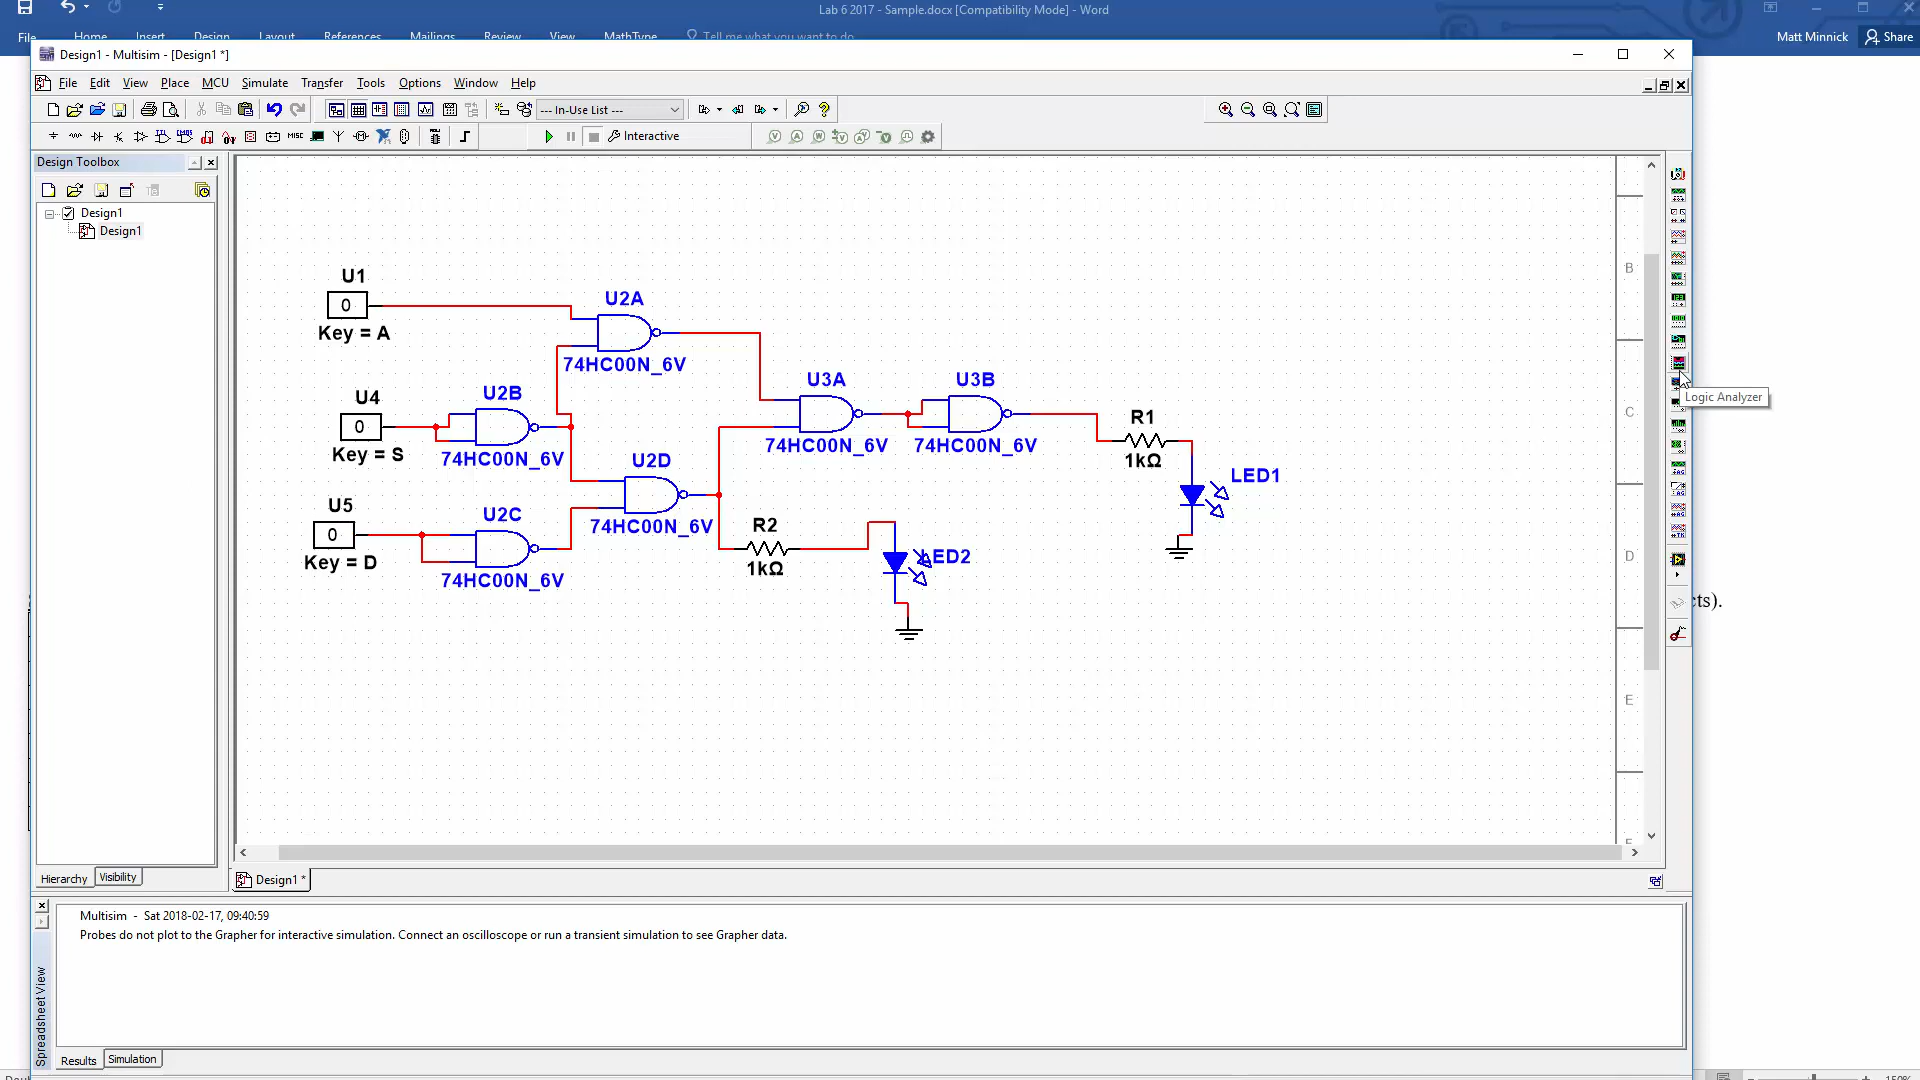 Lab 6 2017 - Sample.docx [Compatibility Mode] - Word
File Home Insert Design Layout References Mailings Review View MathType Tell me what you want to do
Matt Minnick Share
Design1 - Multisim - [Design1 *]
File Edit View Place MCU Simulate Transfer Tools Options Window Help
--- In-Use List ---
MISC
Interactive
Design Toolbox
Design1
Design1
U1
0
Key = A
U2A
74HC00N_6V
U4
0
Key = S
U2B
74HC00N_6V
U5
0
Key = D
U2C
74HC00N_6V
U2D
74HC00N_6V
U3A
74HC00N_6V
U3B
74HC00N_6V
R1
1kΩ
LED1
R2
1kΩ
LED2
B
C
D
E
Logic Analyzer
cts).
Hierarchy Visibility
Design1 *
Multisim - Sat 2018-02-17, 09:40:59
Probes do not plot to the Grapher for interactive simulation. Connect an oscilloscope or run a transient simulation to see Grapher data.
Spreadsheet View
Results Simulation
150%